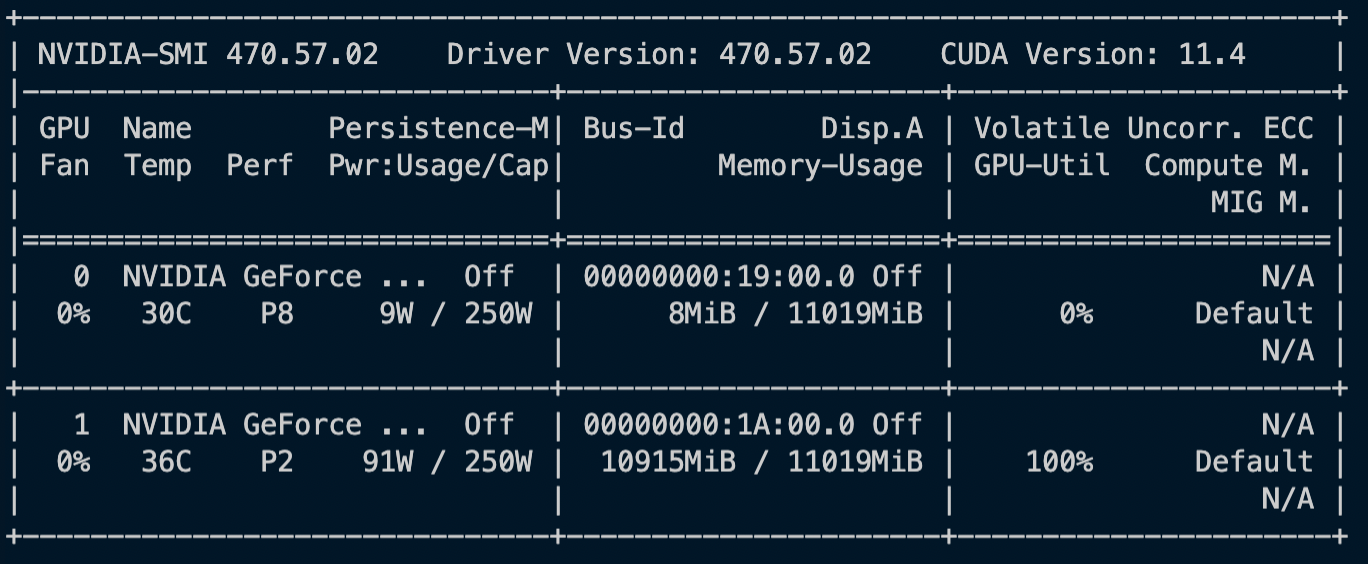 +-----------------------------------------------------------------------------+
| NVIDIA-SMI 470.57.02    Driver Version: 470.57.02    CUDA Version: 11.4     |
|-------------------------------+----------------------+----------------------+
| GPU  Name        Persistence-M| Bus-Id        Disp.A | Volatile Uncorr. ECC |
| Fan  Temp  Perf  Pwr:Usage/Cap|         Memory-Usage | GPU-Util  Compute M. |
|                               |                      |               MIG M. |
|===============================+======================+======================|
|   0  NVIDIA GeForce ...  Off  | 00000000:19:00.0 Off |                  N/A |
|  0%   30C    P8     9W / 250W |      8MiB / 11019MiB |      0%      Default |
|                               |                      |                  N/A |
+-------------------------------+----------------------+----------------------+
|   1  NVIDIA GeForce ...  Off  | 00000000:1A:00.0 Off |                  N/A |
|  0%   36C    P2    91W / 250W |  10915MiB / 11019MiB |    100%      Default |
|                               |                      |                  N/A |
+-------------------------------+----------------------+----------------------+